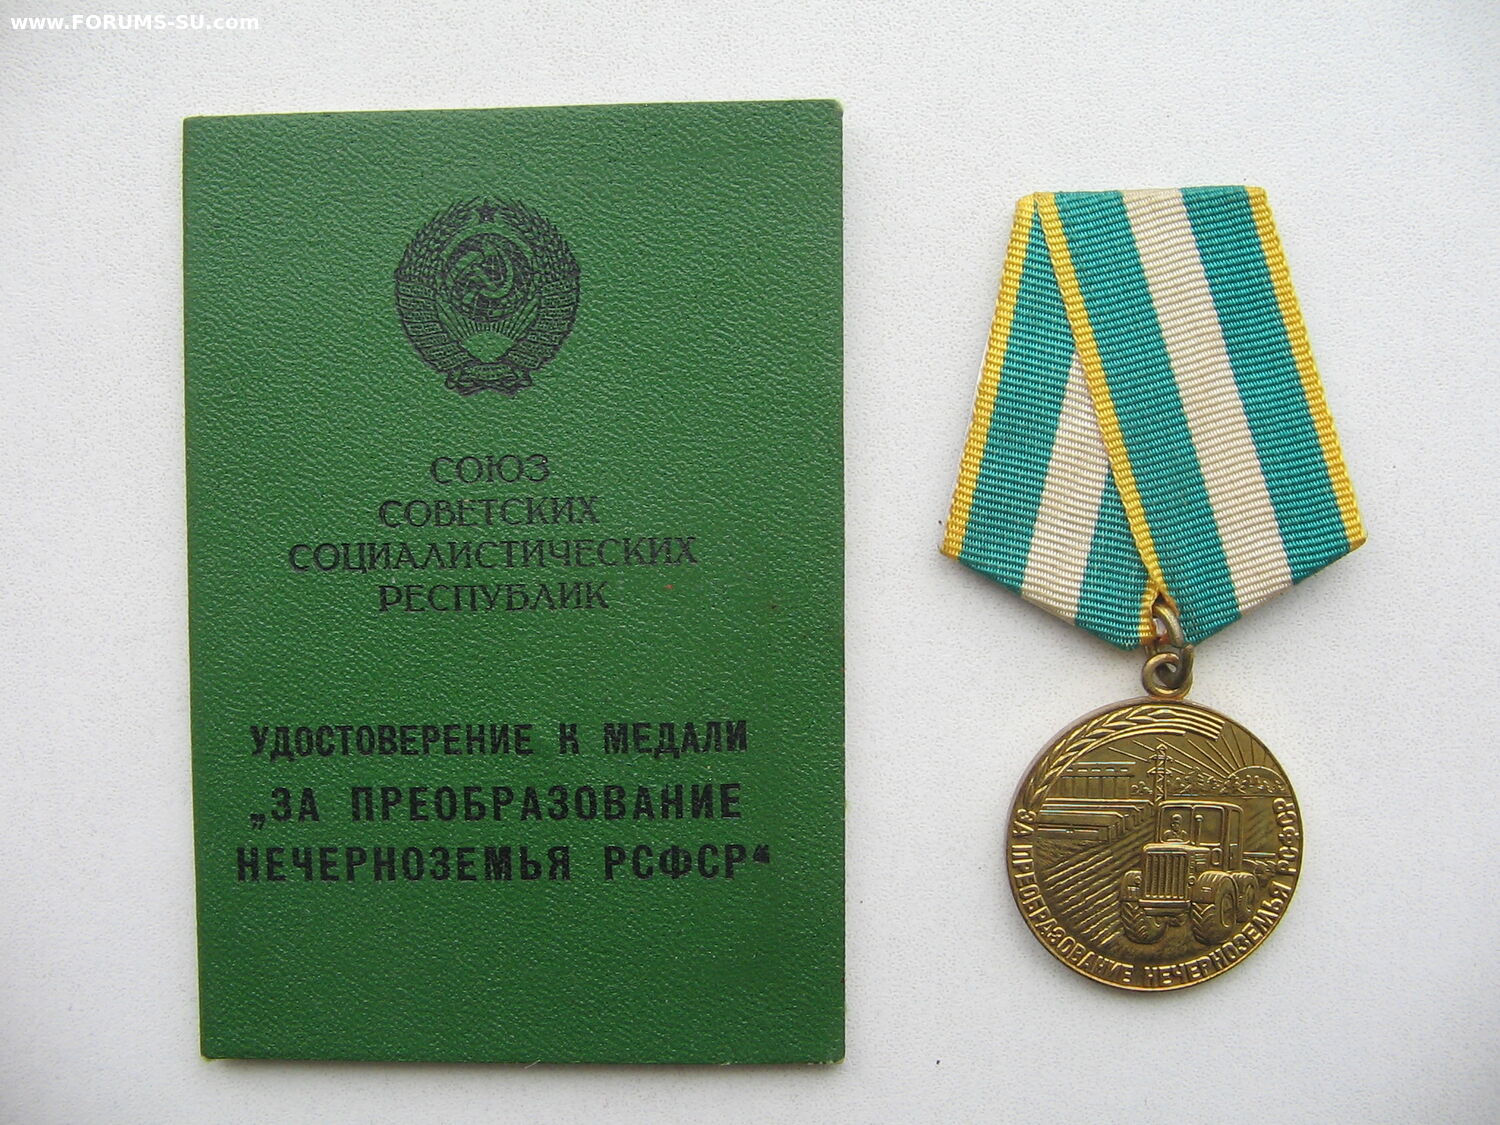 www.FORUMS-SU.com
СОЮЗ
СОВЕТСКИХ
СОЦИАЛИСТИЧЕСКИХ
РЕСПУБЛИК
УДОСТОВЕРЕНИЕ К МЕДАЛИ
„ЗА ПРЕОБРАЗОВАНИЕ
НЕЧЕРНОЗЕМЬЯ РСФСР“
ЗА ПРЕОБРАЗОВАНИЕ НЕЧЕРНОЗЕМЬЯ РСФСР